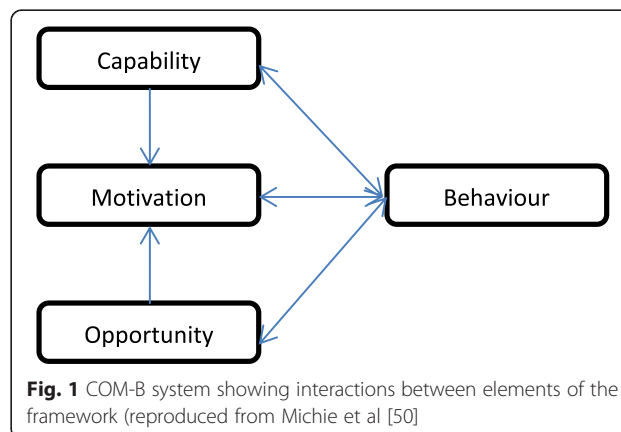 Capability
Motivation
Behaviour
Opportunity
Fig. 1 COM-B system showing interactions between elements of the
framework (reproduced from Michie et al [50]